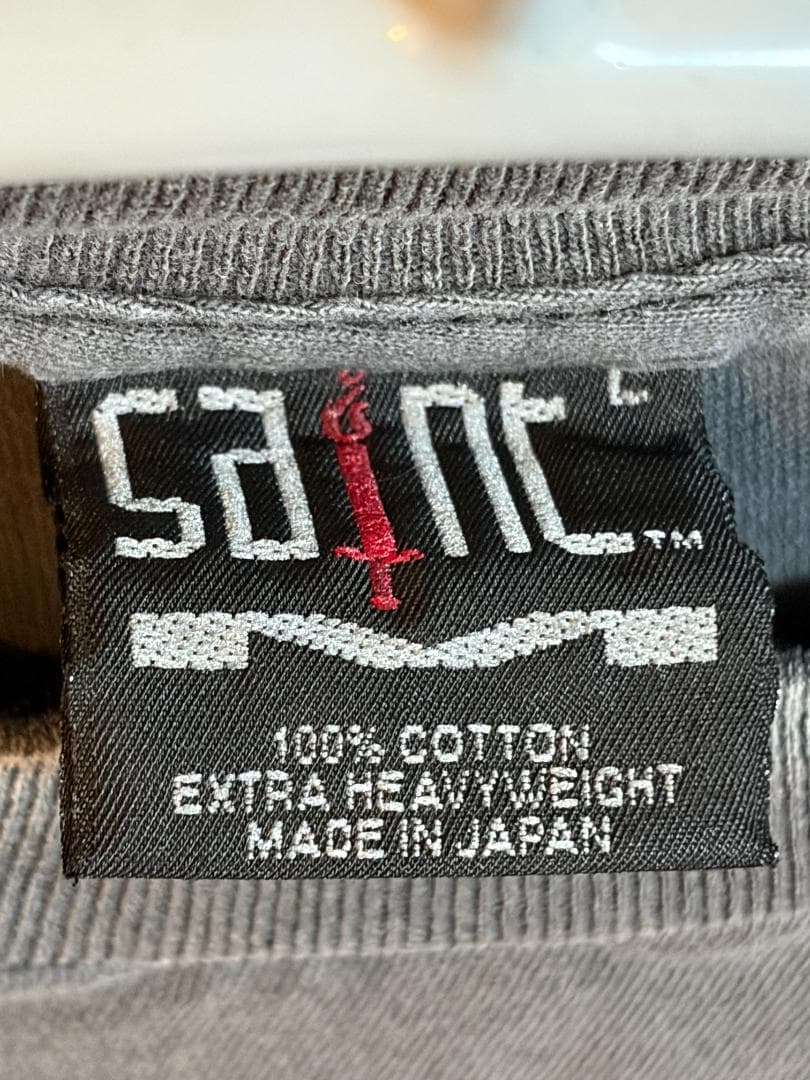 saint L
TM
100% COTTON
EXTRA HEAVYWEIGHT
MADE IN JAPAN